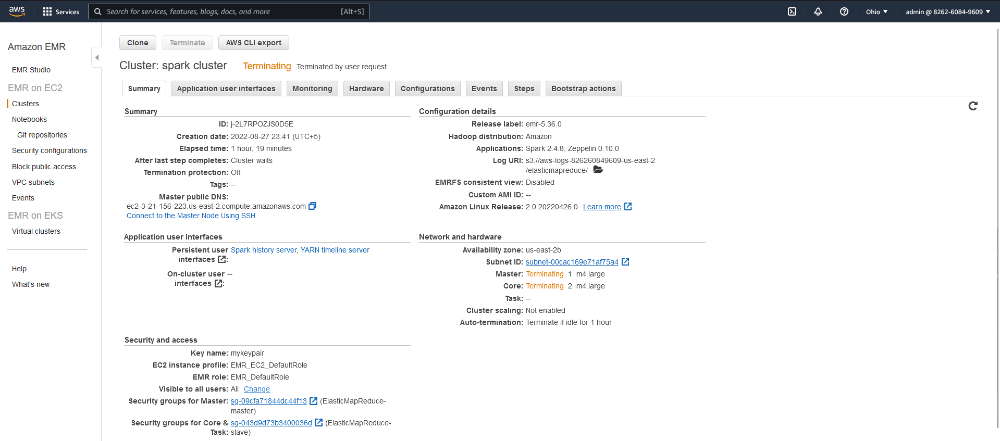 aws
Services
Search for services, features, blogs, docs, and more
[Alt+S]
Ohio ▼
admin @ 8262-6084-9609 ▼
Amazon EMR
EMR Studio
EMR on EC2
Clusters
Notebooks
Git repositories
Security configurations
Block public access
VPC subnets
Events
EMR on EKS
Virtual clusters
Help
What's new
Clone
Terminate
AWS CLI export
Cluster: spark cluster
Terminating
Terminated by user request
Summary
Application user interfaces
Monitoring
Hardware
Configurations
Events
Steps
Bootstrap actions
Summary
ID: j-2L7RPOZJS0D5E
Creation date: 2022-08-27 23:41 (UTC+5)
Elapsed time: 1 hour, 19 minutes
After last step completes: Cluster waits
Termination protection: Off
Tags: --
Master public DNS:
ec2-3-21-156-223.us-east-2.compute.amazonaws.com
Connect to the Master Node Using SSH
Configuration details
Release label: emr-5.36.0
Hadoop distribution: Amazon
Applications: Spark 2.4.8, Zeppelin 0.10.0
Log URI: s3://aws-logs-826260849609-us-east-2
/elasticmapreduce/
EMRFS consistent view: Disabled
Custom AMI ID: --
Amazon Linux Release: 2.0.20220426.0 Learn more
Application user interfaces
Persistent user Spark history server, YARN timeline server
interfaces :
On-cluster user --
interfaces :
Network and hardware
Availability zone: us-east-2b
Subnet ID: subnet-00cac169e71af75a4
Master: Terminating 1 m4.large
Core: Terminating 2 m4.large
Task: --
Cluster scaling: Not enabled
Auto-termination: Terminate if idle for 1 hour
Security and access
Key name: mykeypair
EC2 instance profile: EMR_EC2_DefaultRole
EMR role: EMR_DefaultRole
Visible to all users: All Change
Security groups for Master: sg-09cfa71844dc44f13 (ElasticMapReduce-
master)
Security groups for Core & sg-043d9d73b3400036d (ElasticMapReduce-
Task: slave)